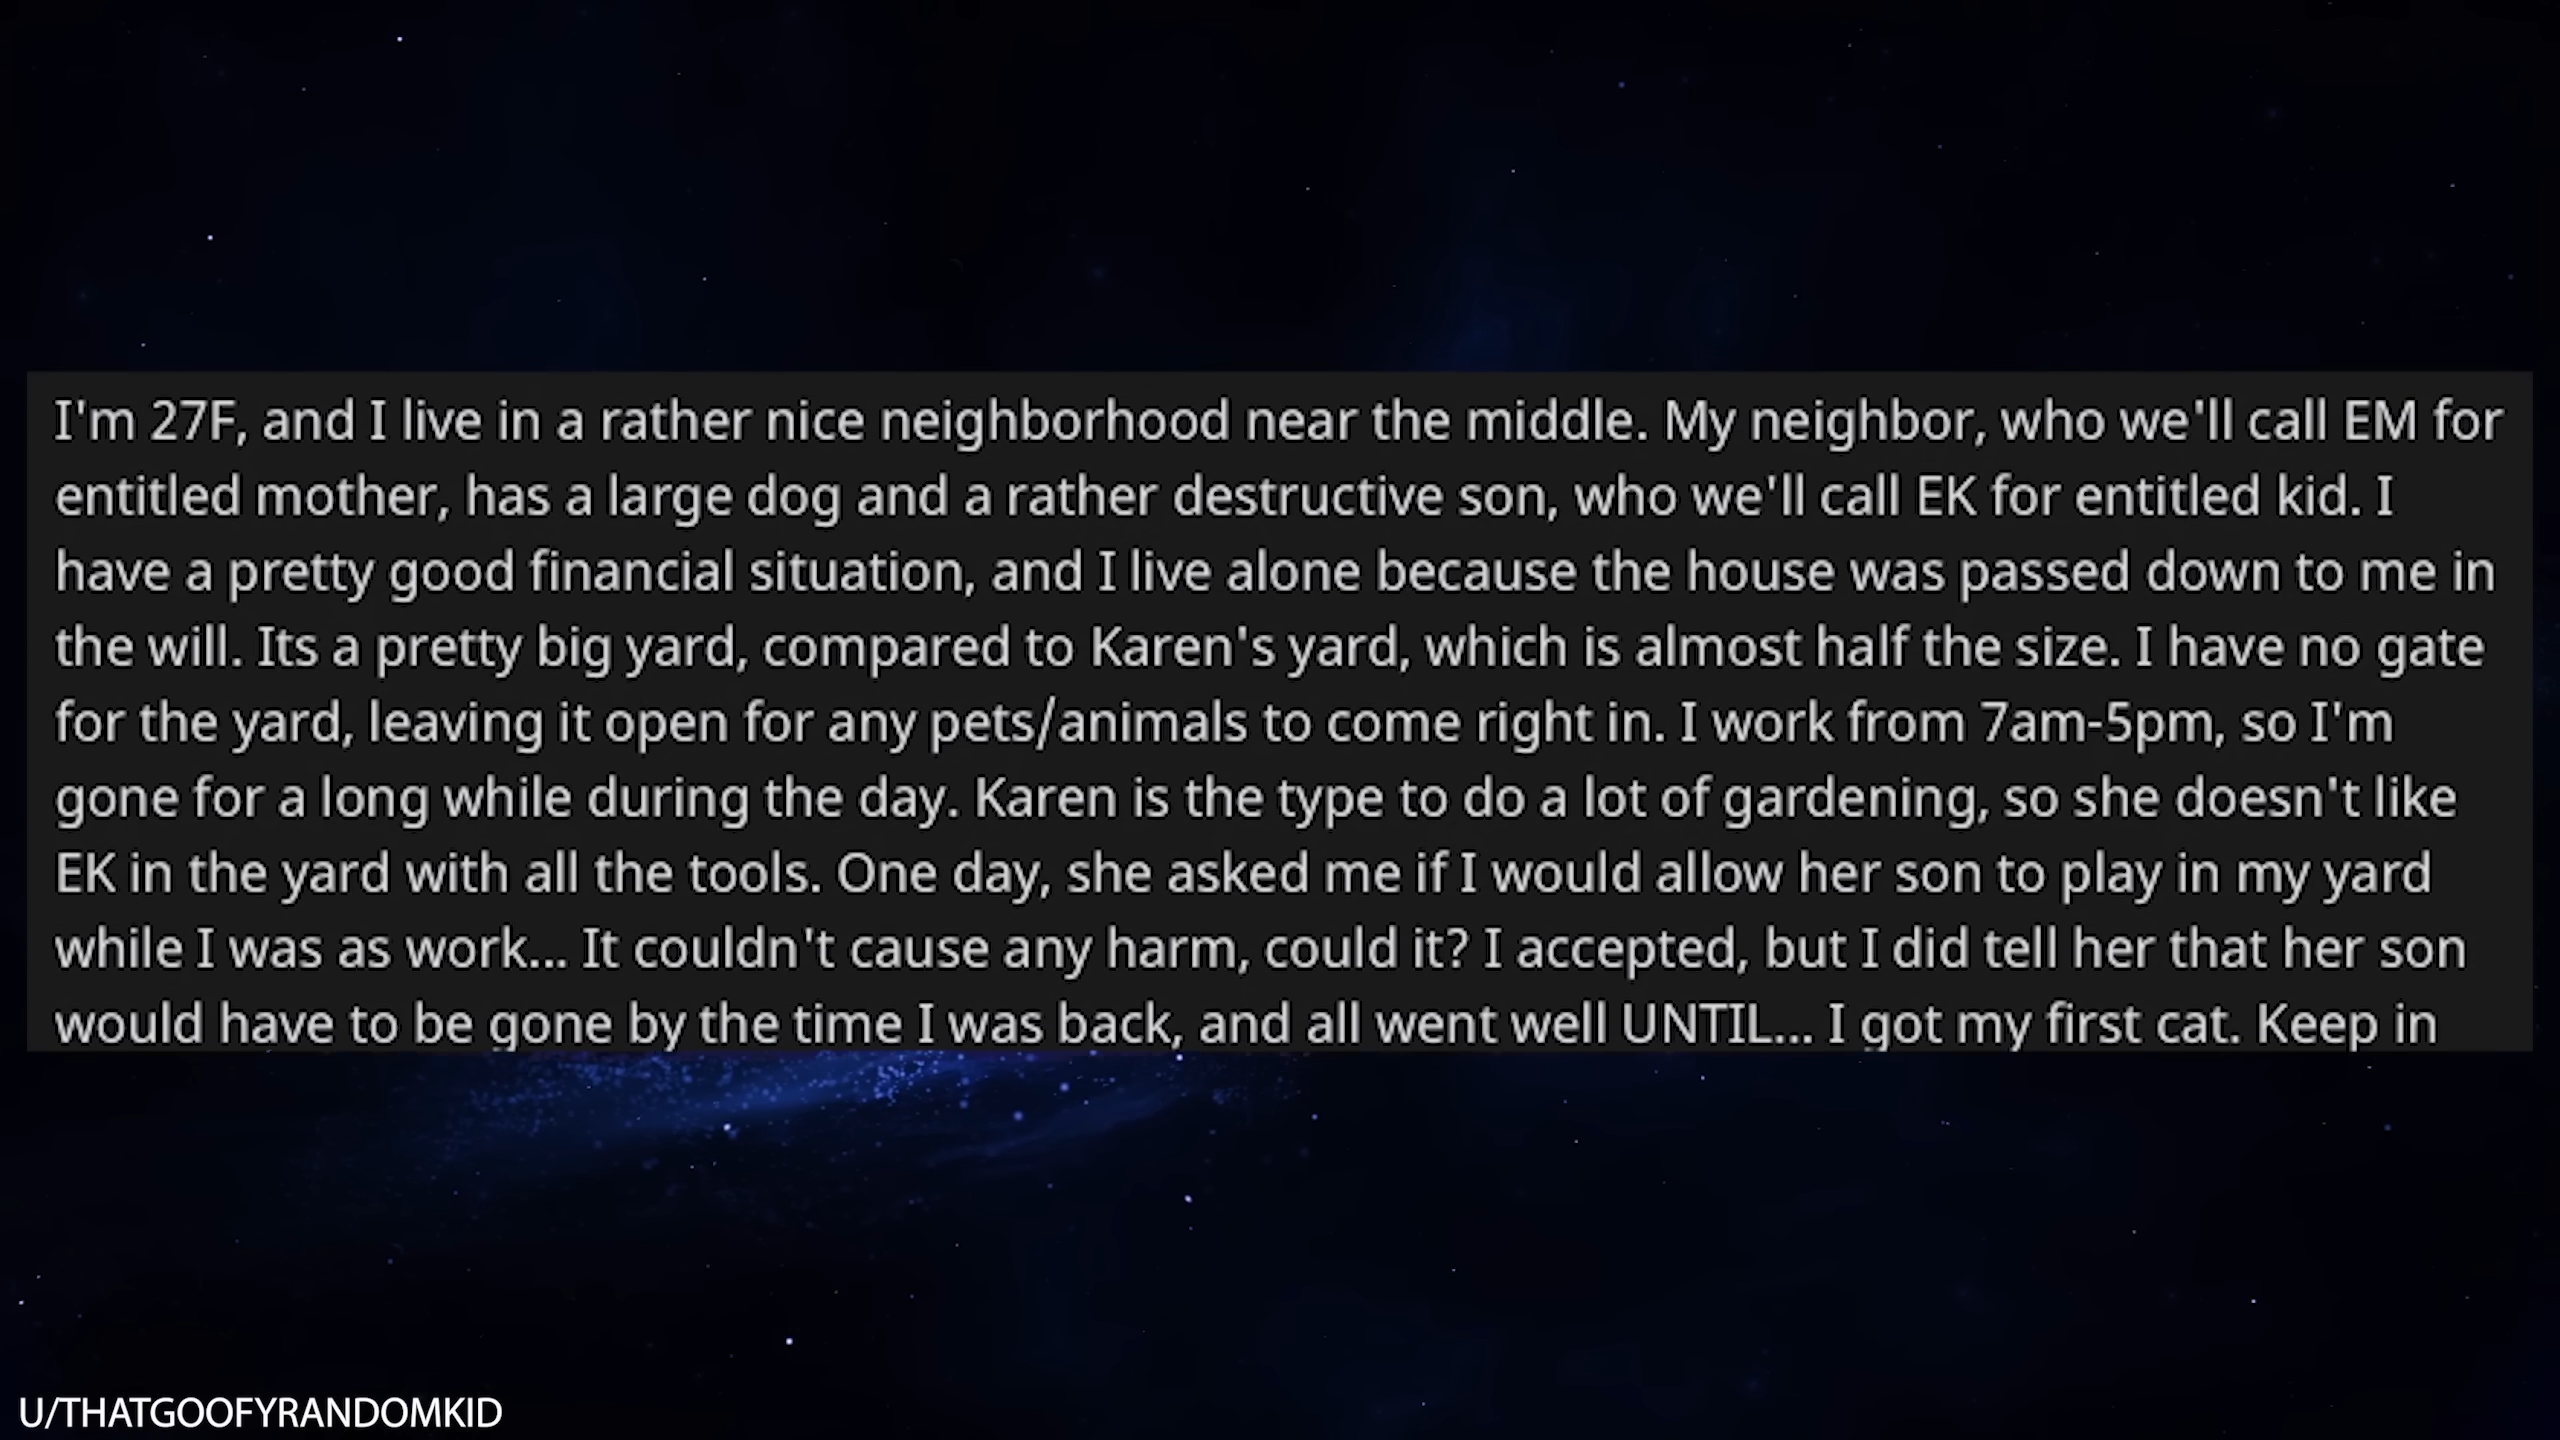 I'm 27F, and I live in a rather nice neighborhood near the middle. My neighbor, who we'll call EM for
entitled mother, has a large dog and a rather destructive son, who we'll call EK for entitled kid. I
have a pretty good financial situation, and I live alone because the house was passed down to me in
the will. Its a pretty big yard, compared to Karen's yard, which is almost half the size. I have no gate
for the yard, leaving it open for any pets/animals to come right in. I work from 7am-5pm, so I'm
gone for a long while during the day. Karen is the type to do a lot of gardening, so she doesn't like
EK in the yard with all the tools. One day, she asked me if I would allow her son to play in my yard
while I was as work... It couldn't cause any harm, could it? I accepted, but I did tell her that her son
would have to be gone by the time I was back, and all went well UNTIL... I got my first cat. Keep in
U/THATGOOFYRANDOMKID